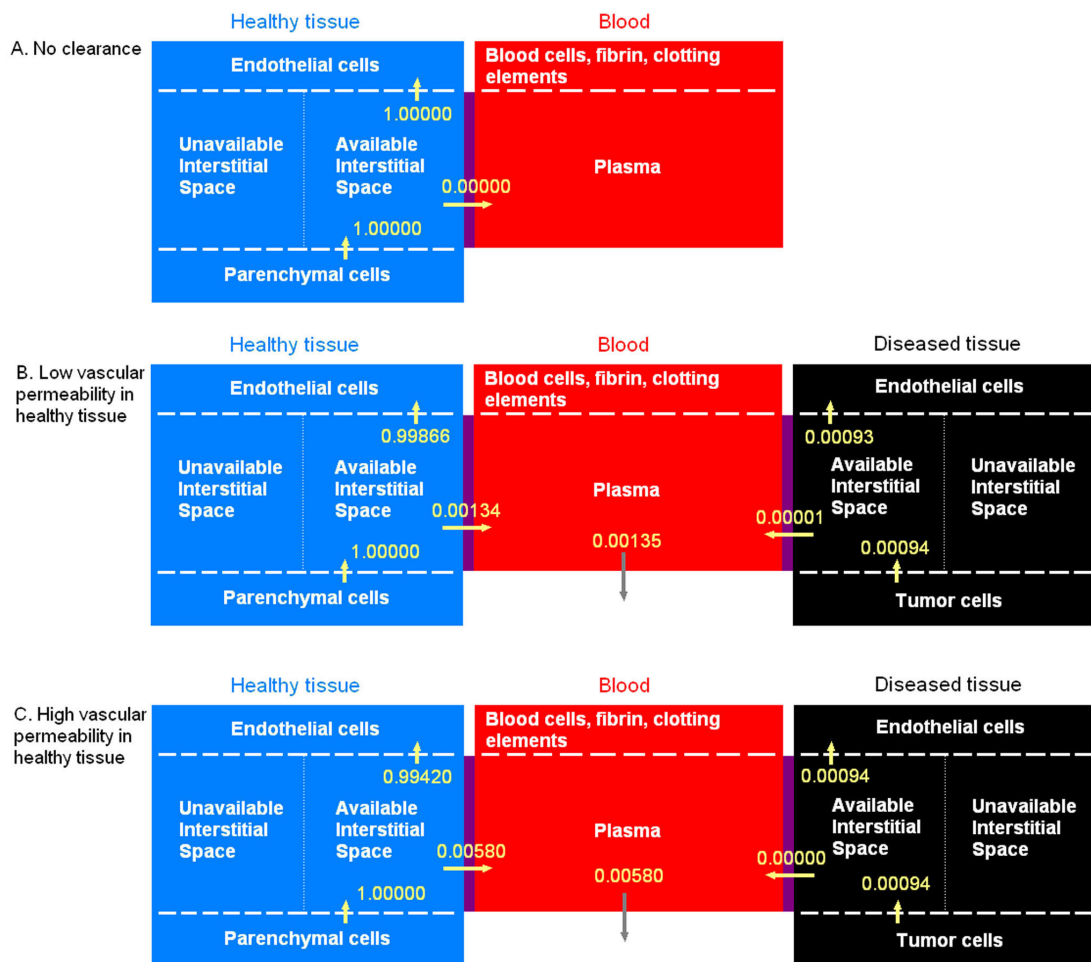 Healthy tissue
Blood
A. No clearance
Endothelial cells
Blood cells, fibrin, clotting
elements
1.00000
Unavailable
Interstitial
Space
Available
Interstitial
Space
0.00000
Plasma
1.00000
Parenchymal cells
Healthy tissue
Blood
Diseased tissue
B. Low vascular
permeability in
healthy tissue
Endothelial cells
Blood cells, fibrin, clotting
elements
Endothelial cells
0.99866
0.00093
Unavailable
Interstitial
Space
Available
Interstitial
Space
Plasma
Available
Interstitial
Space
Unavailable
Interstitial
Space
0.00134
0.00001
0.00135
1.00000
0.00094
Parenchymal cells
Tumor cells
Healthy tissue
Blood
Diseased tissue
C. High vascular
permeability in
healthy tissue
Endothelial cells
Blood cells, fibrin, clotting
elements
Endothelial cells
0.99420
0.00094
Unavailable
Interstitial
Space
Available
Interstitial
Space
Plasma
Available
Interstitial
Space
Unavailable
Interstitial
Space
0.00580
0.00000
0.00580
1.00000
0.00094
Parenchymal cells
Tumor cells